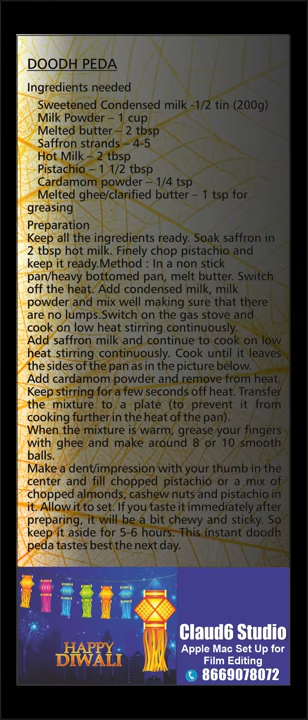 DOODH PEDA
Ingredients needed
Sweetened Condensed milk -1/2 tin (200g)
Milk Powder – 1 cup
Melted butter – 2 tbsp
Saffron strands – 4-5
Hot Milk – 2 tbsp
Pistachio – 1 1/2 tbsp
Cardamom powder – 1/4 tsp
Melted ghee/clarified butter – 1 tsp for
greasing
Preparation
Keep all the ingredients ready. Soak saffron in
2 tbsp hot milk. Finely chop pistachio and
keep it ready.Method : In a non stick
pan/heavy bottomed pan, melt butter. Switch
off the heat. Add condensed milk, milk
powder and mix well making sure that there
are no lumps.Switch on the gas stove and
cook on low heat stirring continuously.
Add saffron milk and continue to cook on low
heat stirring continuously. Cook until it leaves
the sides of the pan as in the picture below.
Add cardamom powder and remove from heat.
Keep stirring for a few seconds off heat. Transfer
the mixture to a plate (to prevent it from
cooking further in the heat of the pan).
When the mixture is warm, grease your fingers
with ghee and make around 8 or 10 smooth
balls.
Make a dent/impression with your thumb in the
center and fill chopped pistachio or a mix of
chopped almonds, cashew nuts and pistachio in
it. Allow it to set. If you taste it immediately after
preparing, it will be a bit chewy and sticky. So
keep it aside for 5-6 hours. This instant doodh
peda tastes best the next day.
HAPPY
DIWALI
Claud6 Studio
Apple Mac Set Up for
Film Editing
8669078072